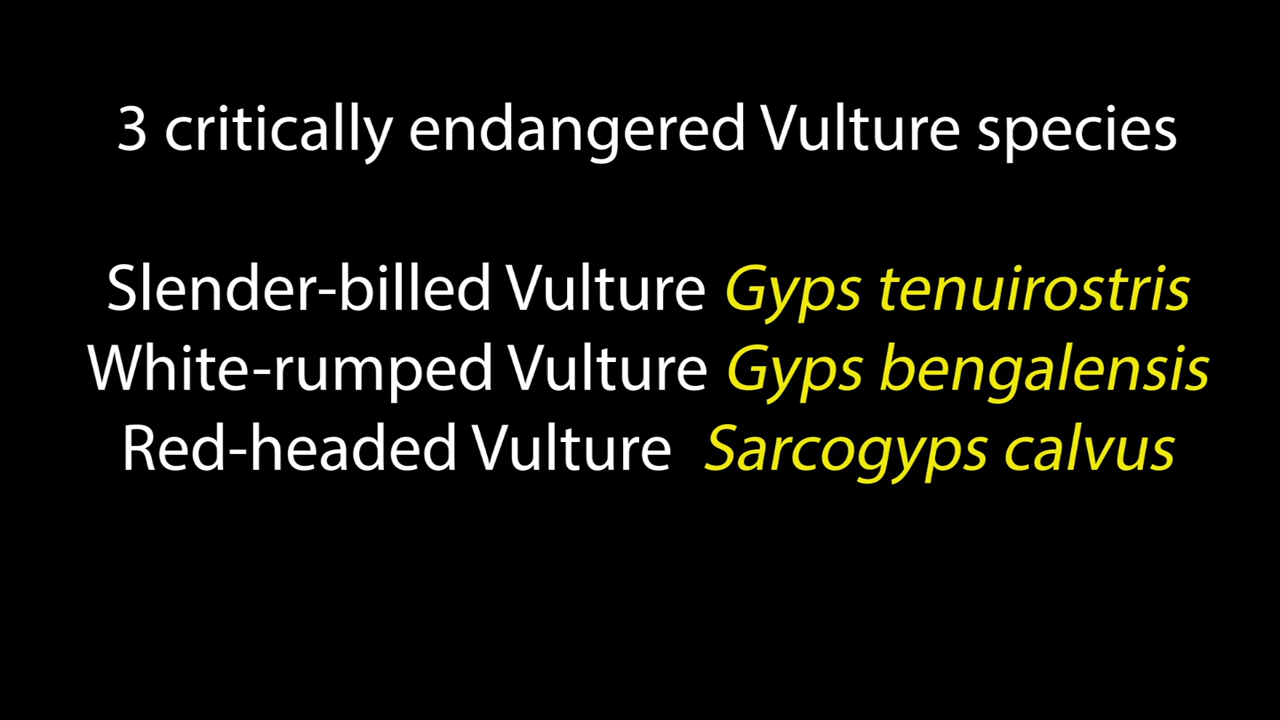 3 critically endangered Vulture species
Slender-billed Vulture Gyps tenuirostris
White-rumped Vulture Gyps bengalensis
Red-headed Vulture Sarcogyps calvus